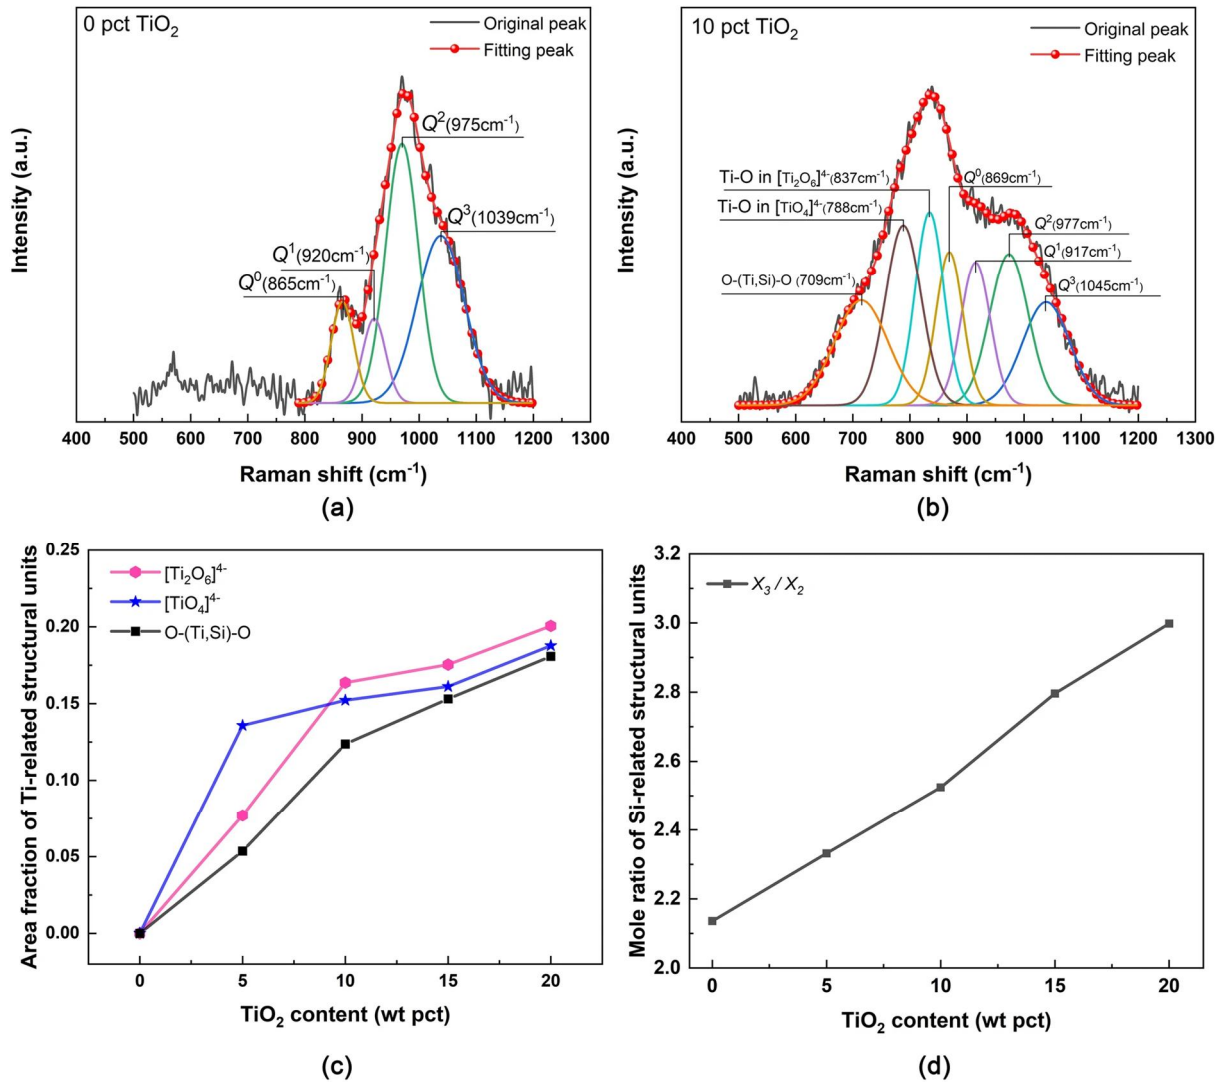 0 pct TiO₂
Original peak
Fitting peak
Q²(975cm⁻¹)
Q³(1039cm⁻¹)
Q¹(920cm⁻¹)
Q⁰(865cm⁻¹)
Intensity (a.u.)
400 500 600 700 800 900 1000 1100 1200 1300
Raman shift (cm⁻¹)
(a)
10 pct TiO₂
Original peak
Fitting peak
Ti-O in [Ti₂O₆]⁴⁻(837cm⁻¹)
Q⁰(869cm⁻¹)
Ti-O in [TiO₄]⁴⁻(788cm⁻¹)
Q²(977cm⁻¹)
Q¹(917cm⁻¹)
O-(Ti,Si)-O (709cm⁻¹)
Q³(1045cm⁻¹)
Intensity (a.u.)
400 500 600 700 800 900 1000 1100 1200 1300
Raman shift (cm⁻¹)
(b)
[Ti₂O₆]⁴⁻
[TiO₄]⁴⁻
O-(Ti,Si)-O
Area fraction of Ti-related structural units
0.25
0.20
0.15
0.10
0.05
0.00
0 5 10 15 20
TiO₂ content (wt pct)
(c)
X₃ / X₂
Mole ratio of Si-related structural units
3.2
3.0
2.8
2.6
2.4
2.2
2.0
0 5 10 15 20
TiO₂ content (wt pct)
(d)